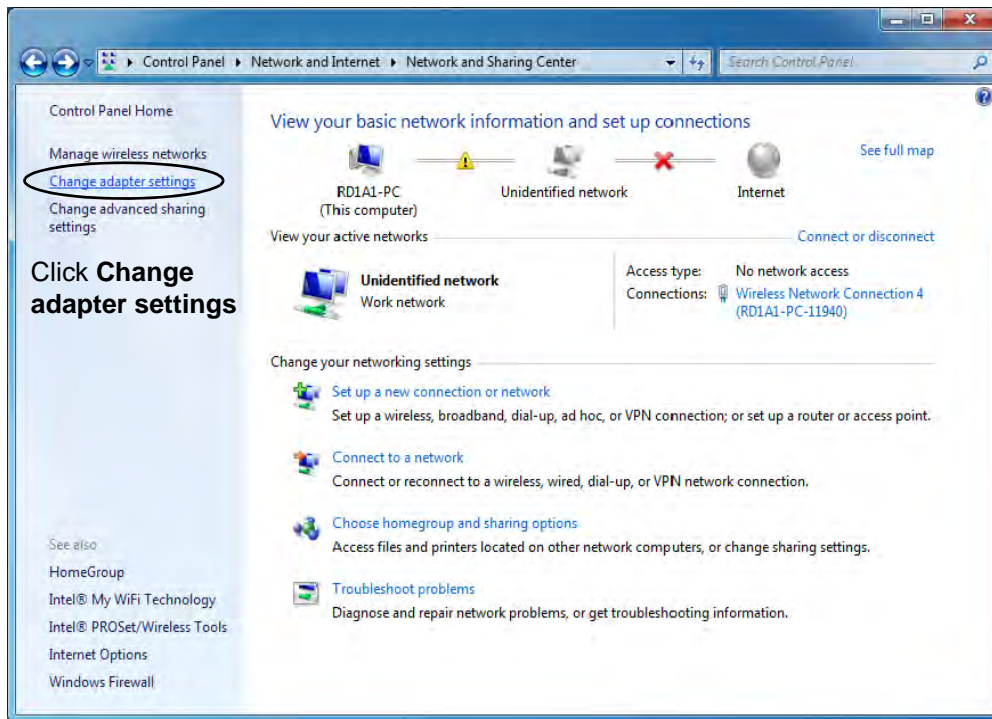 Control Panel ▸ Network and Internet ▸ Network and Sharing Center
Search Control Panel
Control Panel Home
Manage wireless networks
Change adapter settings
Change advanced sharing
settings
Click Change
adapter settings
See also
HomeGroup
Intel® My WiFi Technology
Intel® PROSet/Wireless Tools
Internet Options
Windows Firewall
View your basic network information and set up connections
See full map
RD1A1-PC
(This computer)
Unidentified network
Internet
View your active networks
Connect or disconnect
Unidentified network
Work network
Access type: No network access
Connections: Wireless Network Connection 4
(RD1A1-PC-11940)
Change your networking settings
Set up a new connection or network
Set up a wireless, broadband, dial-up, ad hoc, or VPN connection; or set up a router or access point.
Connect to a network
Connect or reconnect to a wireless, wired, dial-up, or VPN network connection.
Choose homegroup and sharing options
Access files and printers located on other network computers, or change sharing settings.
Troubleshoot problems
Diagnose and repair network problems, or get troubleshooting information.